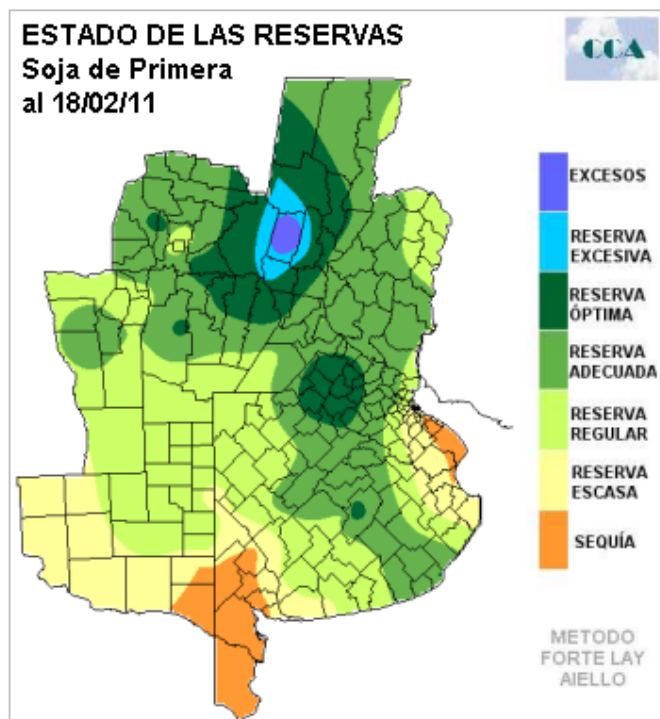 ESTADO DE LAS RESERVAS
Soja de Primera
al 18/02/11
CCA
EXCESOS
RESERVA
EXCESIVA
RESERVA
ÓPTIMA
RESERVA
ADECUADA
RESERVA
REGULAR
RESERVA
ESCASA
SEQUÍA
METODO
FORTE LAY
AIELLO